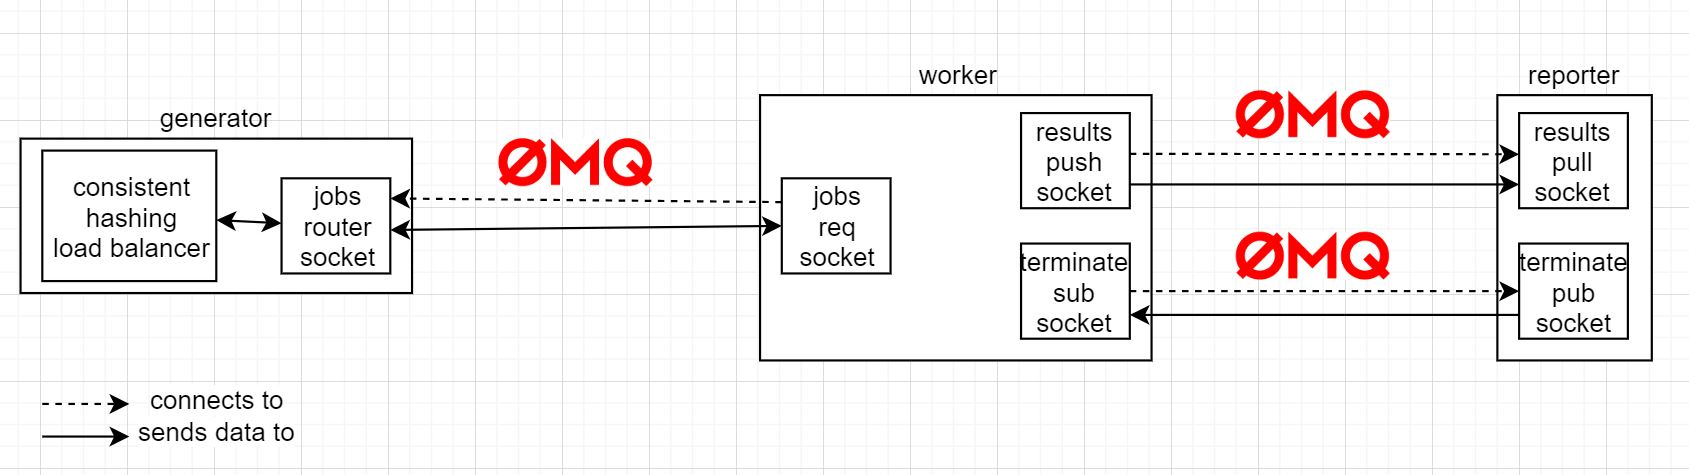 generator
consistent
hashing
load balancer
jobs
router
socket
ØMQ
worker
jobs
req
socket
results
push
socket
terminate
sub
socket
ØMQ
ØMQ
reporter
results
pull
socket
terminate
pub
socket
connects to
sends data to